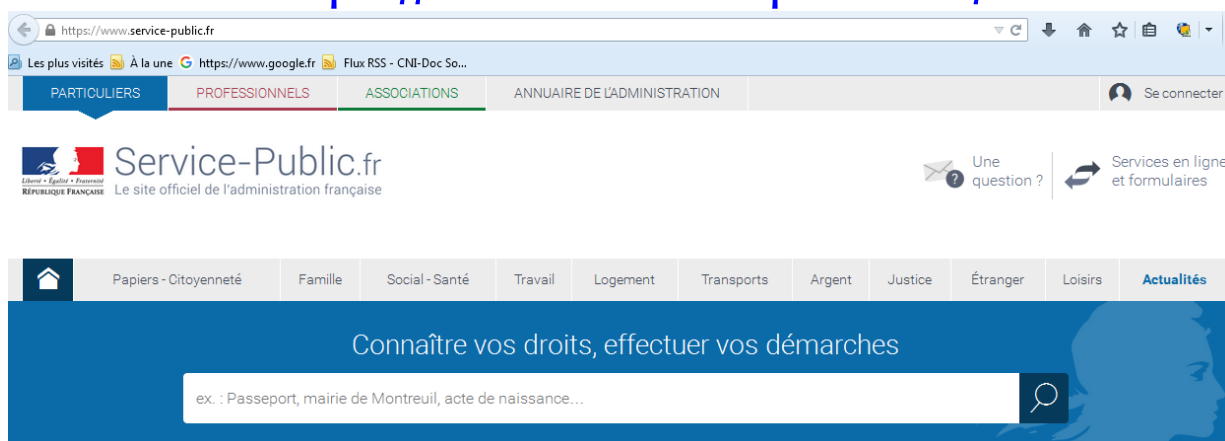 https://www.service-public.fr
Les plus visités À la une https://www.google.fr Flux RSS - CNI-Doc So...
PARTICULIERS PROFESSIONNELS ASSOCIATIONS ANNUAIRE DE L'ADMINISTRATION Se connecter
Service-Public.fr
Le site officiel de l'administration française
Liberté • Égalité • Fraternité
RÉPUBLIQUE FRANÇAISE
Une question ?
Services en ligne et formulaires
Papiers - Citoyenneté Famille Social - Santé Travail Logement Transports Argent Justice Étranger Loisirs Actualités
Connaître vos droits, effectuer vos démarches
ex. : Passeport, mairie de Montreuil, acte de naissance...